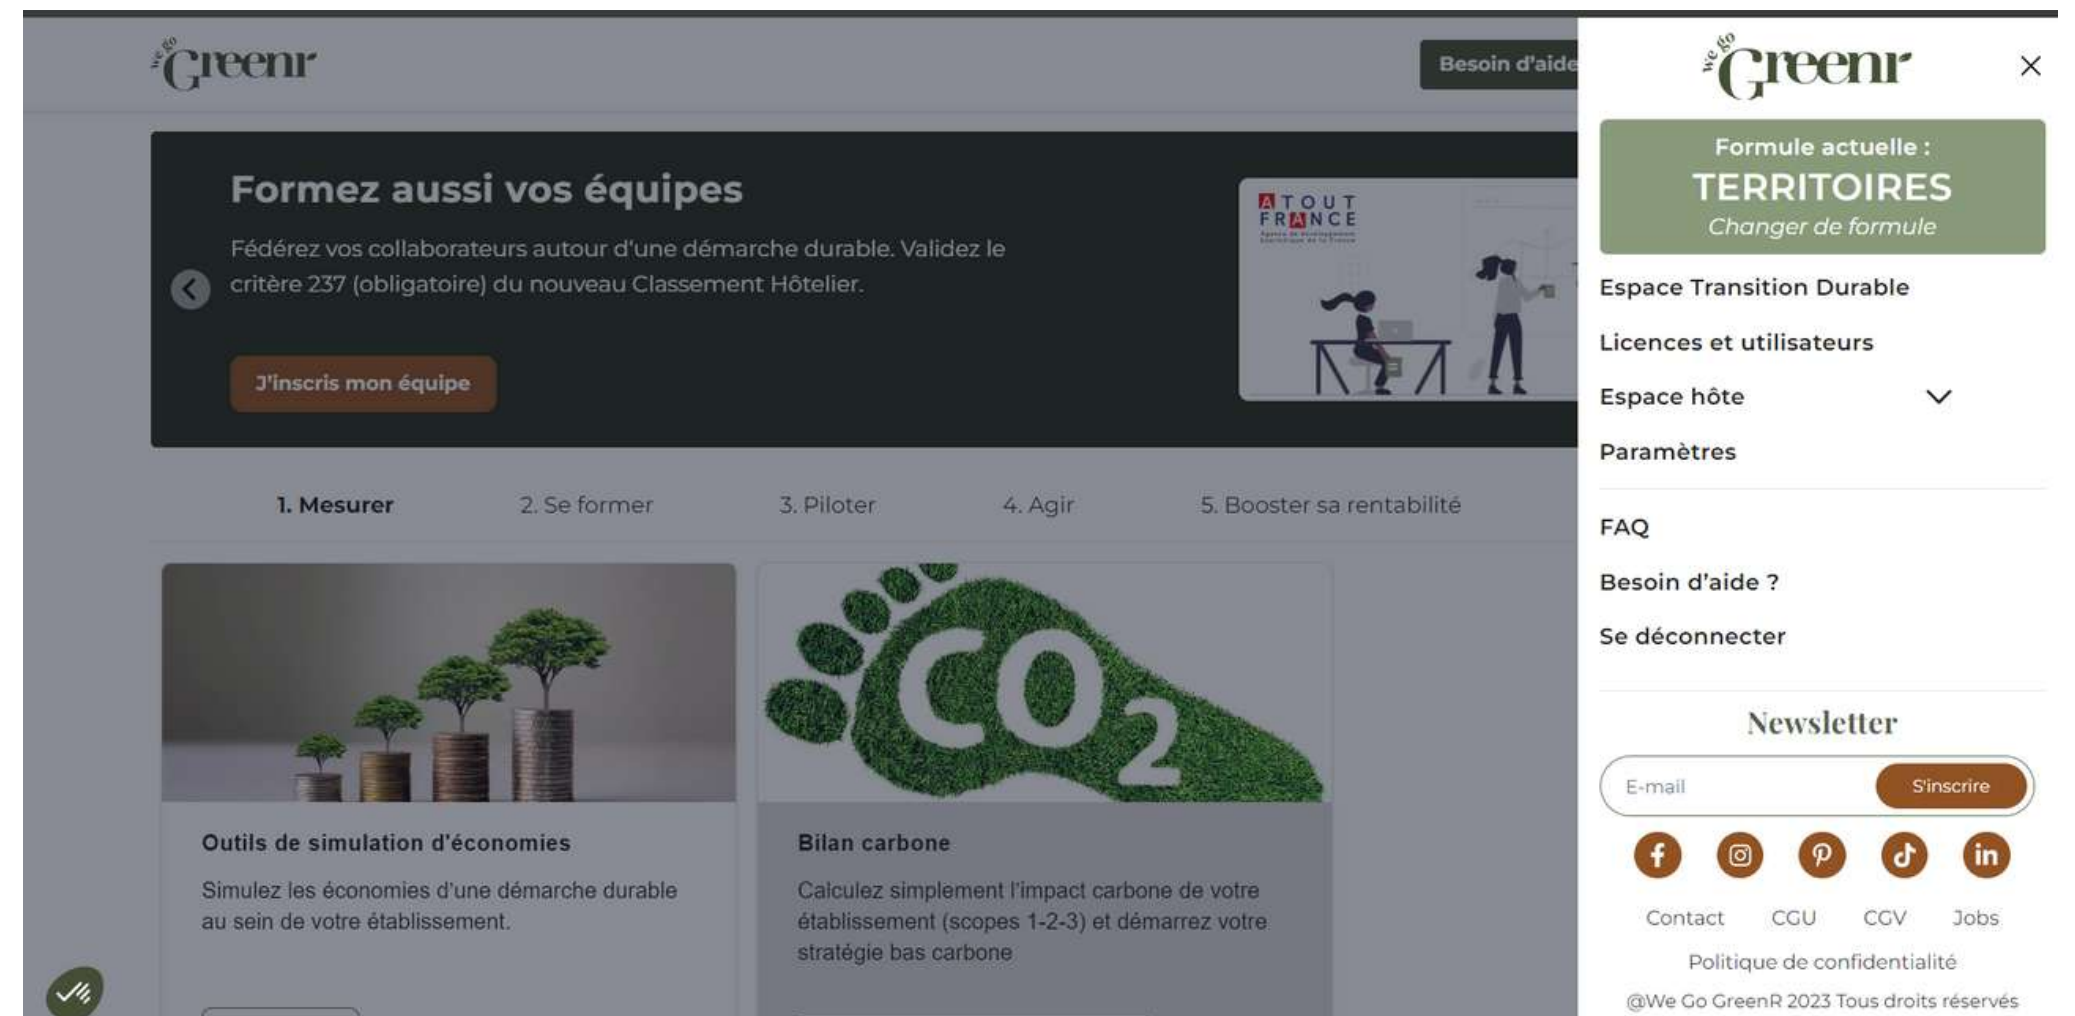 we go
Greenr
Besoin d'aide
Formez aussi vos équipes
Fédérez vos collaborateurs autour d'une démarche durable. Validez le
critère 237 (obligatoire) du nouveau Classement Hôtelier.
J'inscris mon équipe
ATOUT
FRANCE
1. Mesurer
2. Se former
3. Piloter
4. Agir
5. Booster sa rentabilité
CO2
Outils de simulation d'économies
Simulez les économies d'une démarche durable
au sein de votre établissement.
Bilan carbone
Calculez simplement l'impact carbone de votre
établissement (scopes 1-2-3) et démarrez votre
stratégie bas carbone
we go
Greenr
Formule actuelle :
TERRITOIRES
Changer de formule
Espace Transition Durable
Licences et utilisateurs
Espace hôte
Paramètres
FAQ
Besoin d'aide ?
Se déconnecter
Newsletter
E-mail
S'inscrire
Contact
CGU
CGV
Jobs
Politique de confidentialité
@We Go GreenR 2023 Tous droits réservés